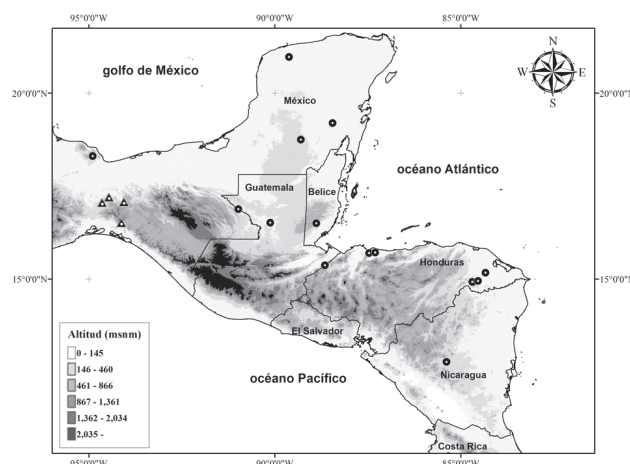 95°0'0"W 90°0'0"W 85°0'0"W
golfo de México
N
W E
S
20°0'0"N 20°0'0"N
México
océano Atlántico
Guatemala
Belice
15°0'0"N 15°0'0"N
Honduras
El Salvador
Nicaragua
océano Pacífico
Costa Rica
Altitud (msnm)
0 - 145
146 - 460
461 - 866
867 - 1,361
1,362 - 2,034
2,035 -
95°0'0"W 90°0'0"W 85°0'0"W